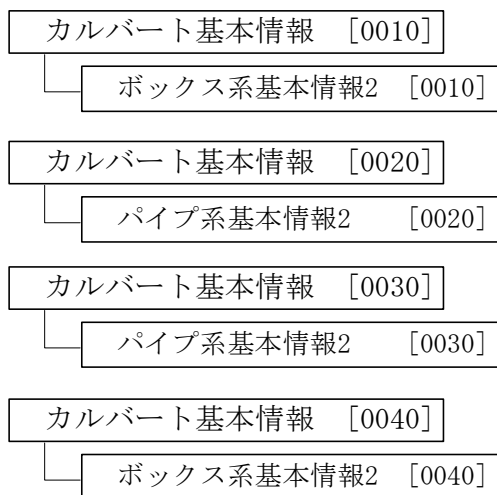 カルバート基本情報　[0010]
ボックス系基本情報2　[0010]
カルバート基本情報　[0020]
パイプ系基本情報2　　[0020]
カルバート基本情報　[0030]
パイプ系基本情報2　　[0030]
カルバート基本情報　[0040]
ボックス系基本情報2　[0040]